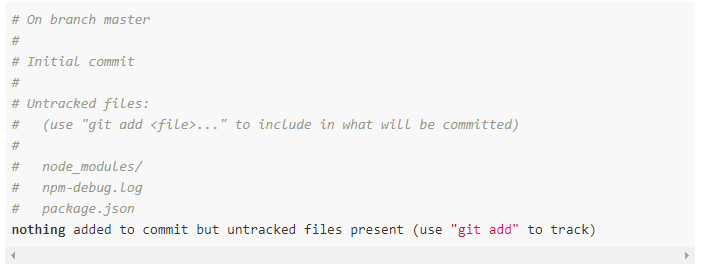 # On branch master
#
# Initial commit
#
# Untracked files:
#   (use "git add <file>..." to include in what will be committed)
#
#   node_modules/
#   npm-debug.log
#   package.json
nothing added to commit but untracked files present (use "git add" to track)